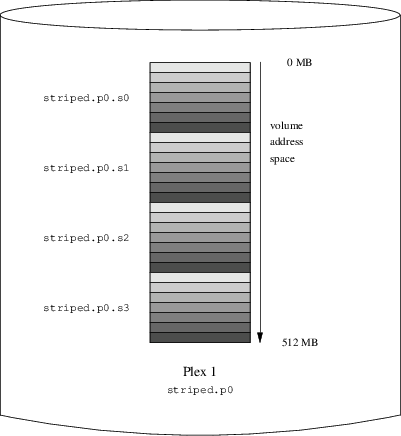 0 MB
striped.p0.s0
volume
address
space
striped.p0.s1
striped.p0.s2
striped.p0.s3
512 MB
Plex 1
striped.p0